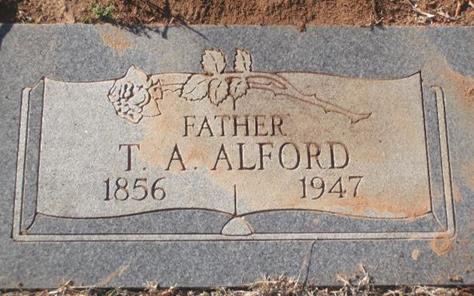 FATHER
T. A. ALFORD
1856 1947